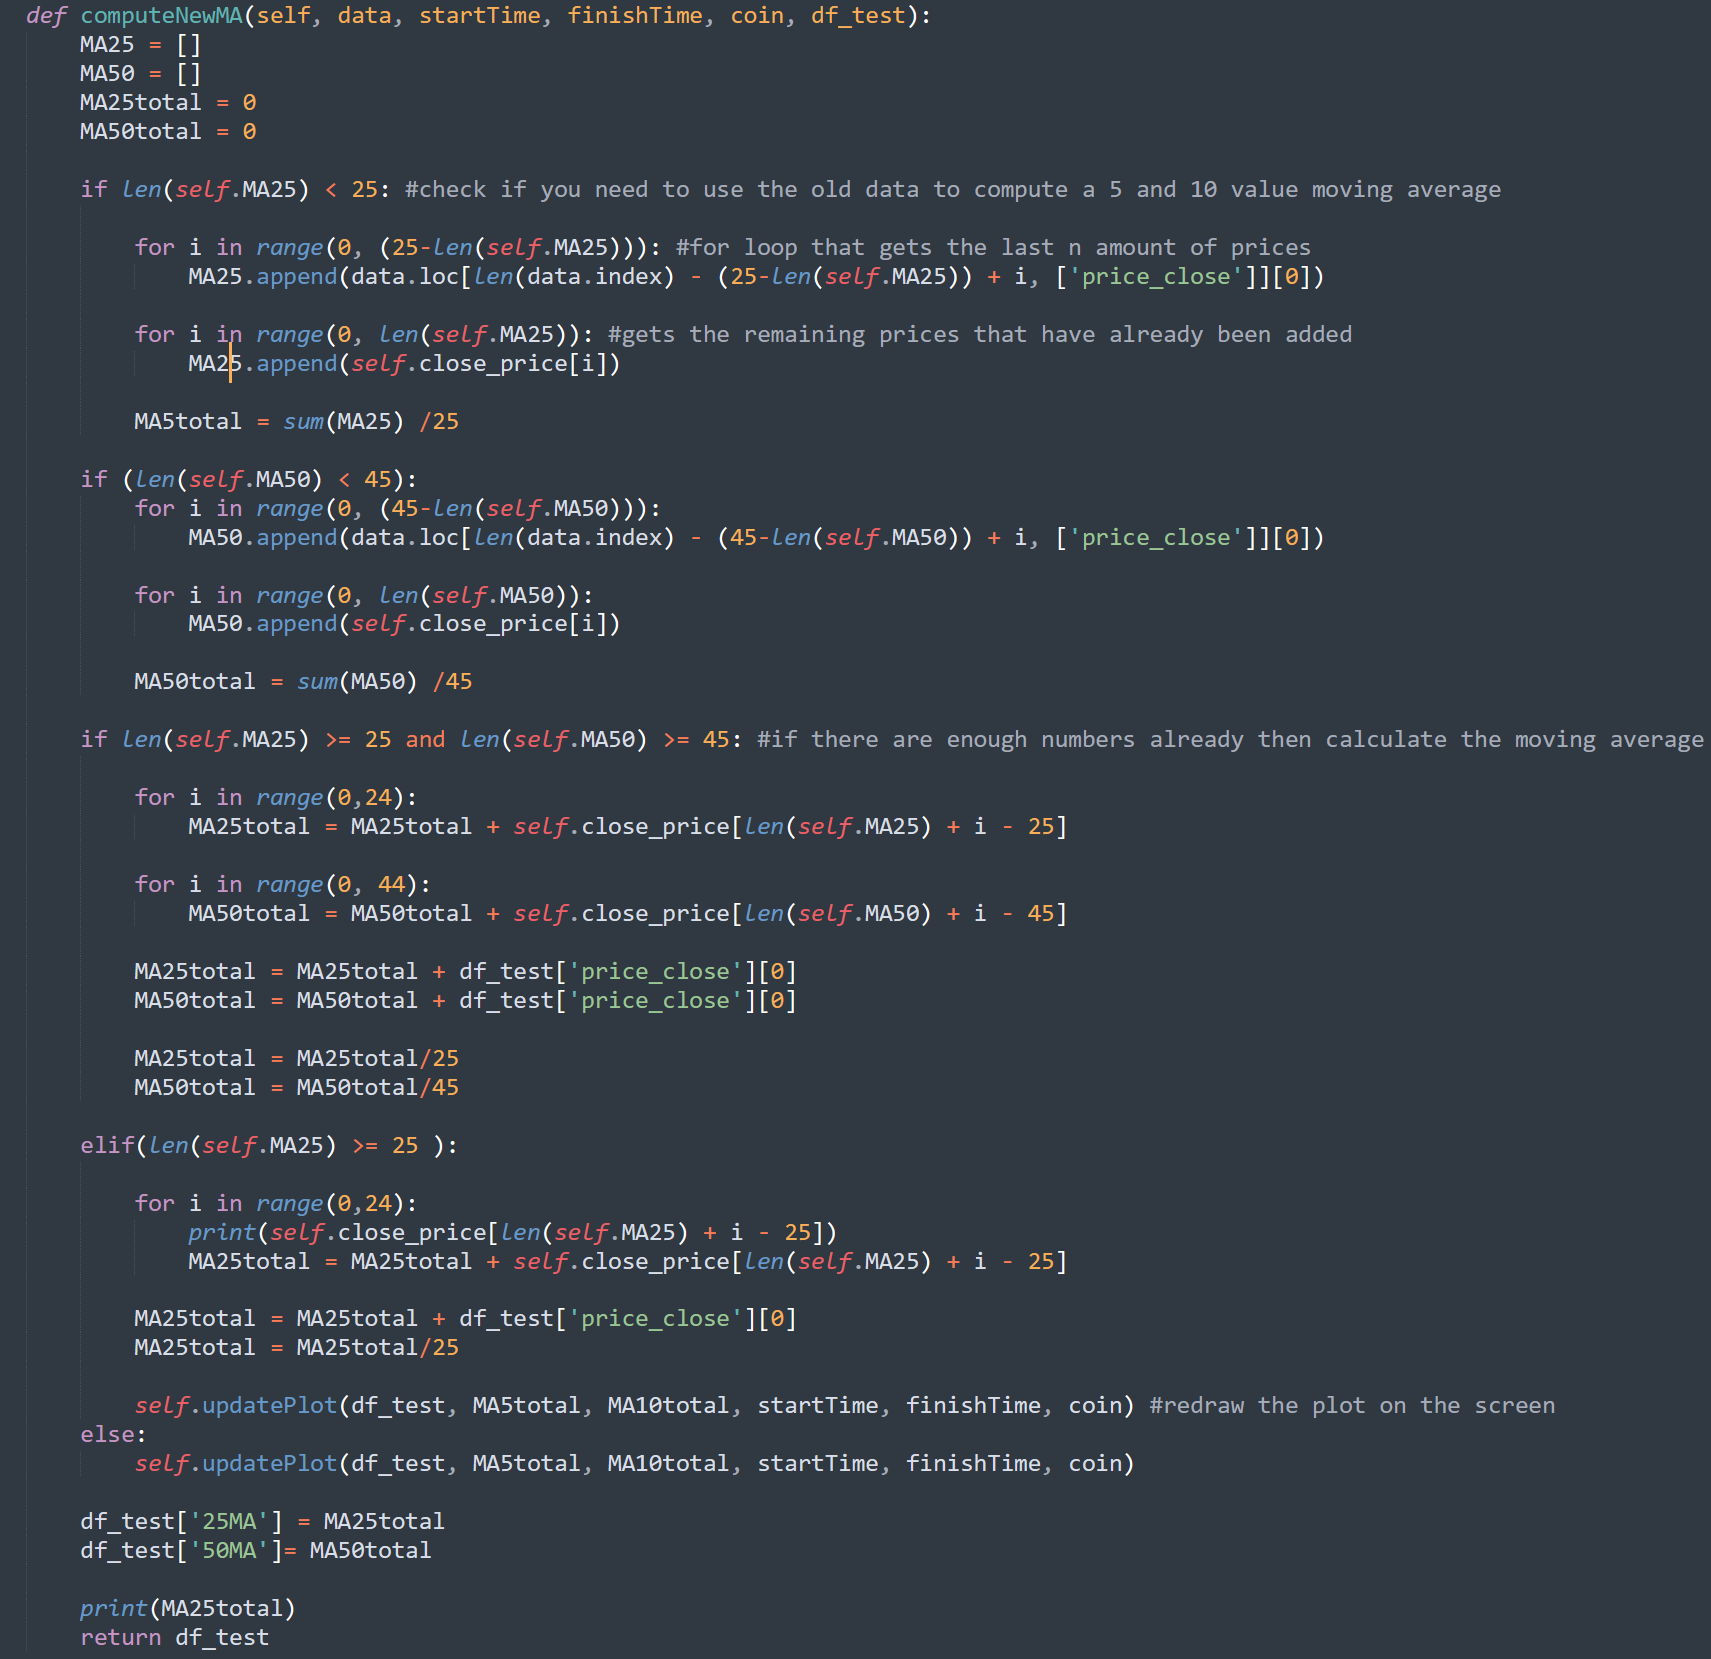 def computeNewMA(self, data, startTime, finishTime, coin, df_test):
    MA25 = []
    MA50 = []
    MA25total = 0
    MA50total = 0

    if len(self.MA25) < 25: #check if you need to use the old data to compute a 5 and 10 value moving average

        for i in range(0, (25-len(self.MA25))): #for loop that gets the last n amount of prices
            MA25.append(data.loc[len(data.index) - (25-len(self.MA25)) + i, ['price_close']][0])

        for i in range(0, len(self.MA25)): #gets the remaining prices that have already been added
            MA25.append(self.close_price[i])

        MA5total = sum(MA25) /25

    if (len(self.MA50) < 45):
        for i in range(0, (45-len(self.MA50))):
            MA50.append(data.loc[len(data.index) - (45-len(self.MA50)) + i, ['price_close']][0])

        for i in range(0, len(self.MA50)):
            MA50.append(self.close_price[i])

        MA50total = sum(MA50) /45

    if len(self.MA25) >= 25 and len(self.MA50) >= 45: #if there are enough numbers already then calculate the moving average

        for i in range(0,24):
            MA25total = MA25total + self.close_price[len(self.MA25) + i - 25]

        for i in range(0, 44):
            MA50total = MA50total + self.close_price[len(self.MA50) + i - 45]

        MA25total = MA25total + df_test['price_close'][0]
        MA50total = MA50total + df_test['price_close'][0]

        MA25total = MA25total/25
        MA50total = MA50total/45

    elif(len(self.MA25) >= 25 ):

        for i in range(0,24):
            print(self.close_price[len(self.MA25) + i - 25])
            MA25total = MA25total + self.close_price[len(self.MA25) + i - 25]

        MA25total = MA25total + df_test['price_close'][0]
        MA25total = MA25total/25

        self.updatePlot(df_test, MA5total, MA10total, startTime, finishTime, coin) #redraw the plot on the screen
    else:
        self.updatePlot(df_test, MA5total, MA10total, startTime, finishTime, coin)

    df_test['25MA'] = MA25total
    df_test['50MA']= MA50total

    print(MA25total)
    return df_test